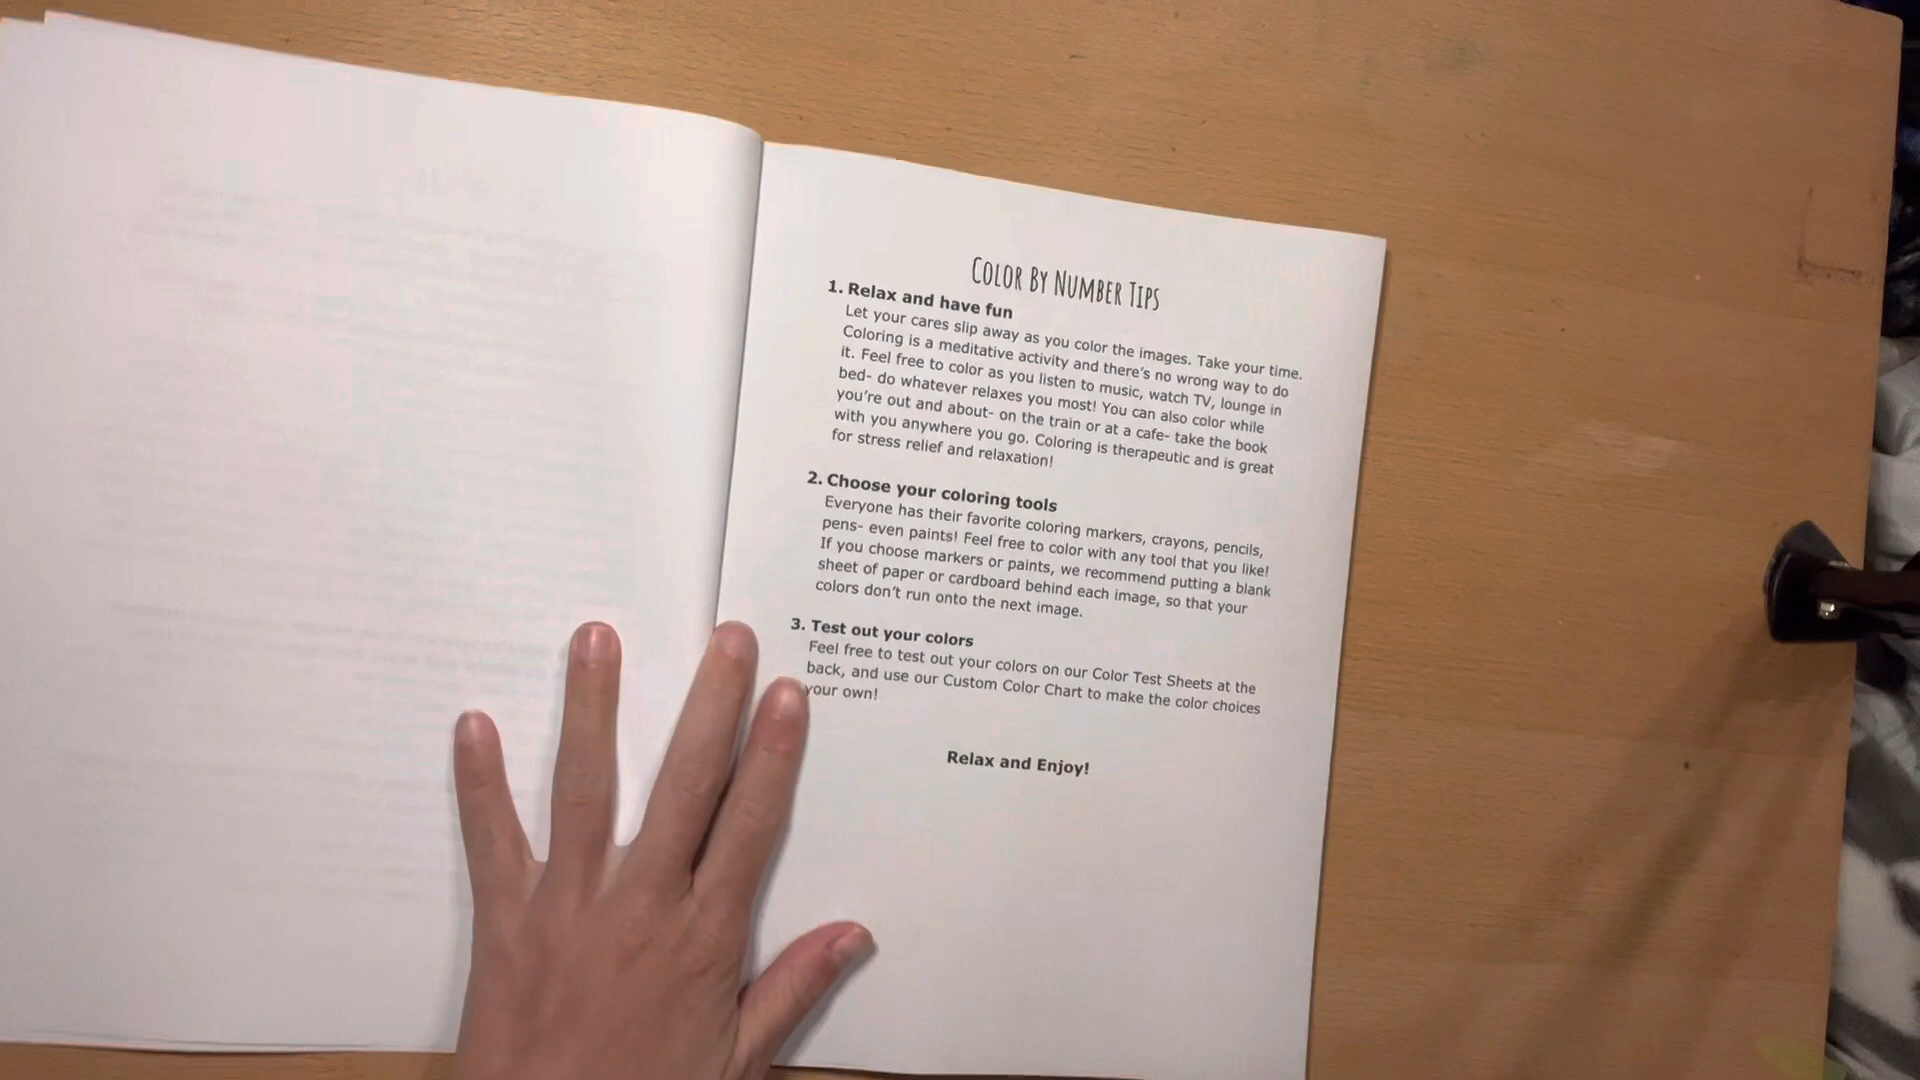 COLOR BY NUMBER TIPS
1. Relax and have fun
Let your cares slip away as you color the images. Take your time.
Coloring is a meditative activity and there's no wrong way to do
it. Feel free to color as you listen to music, watch TV, lounge in
bed- do whatever relaxes you most! You can also color while
you're out and about- on the train or at a cafe- take the book
with you anywhere you go. Coloring is therapeutic and is great
for stress relief and relaxation!
2. Choose your coloring tools
Everyone has their favorite coloring markers, crayons, pencils,
pens- even paints! Feel free to color with any tool that you like!
If you choose markers or paints, we recommend putting a blank
sheet of paper or cardboard behind each image, so that your
colors don't run onto the next image.
3. Test out your colors
Feel free to test out your colors on our Color Test Sheets at the
back, and use our Custom Color Chart to make the color choices
your own!
Relax and Enjoy!